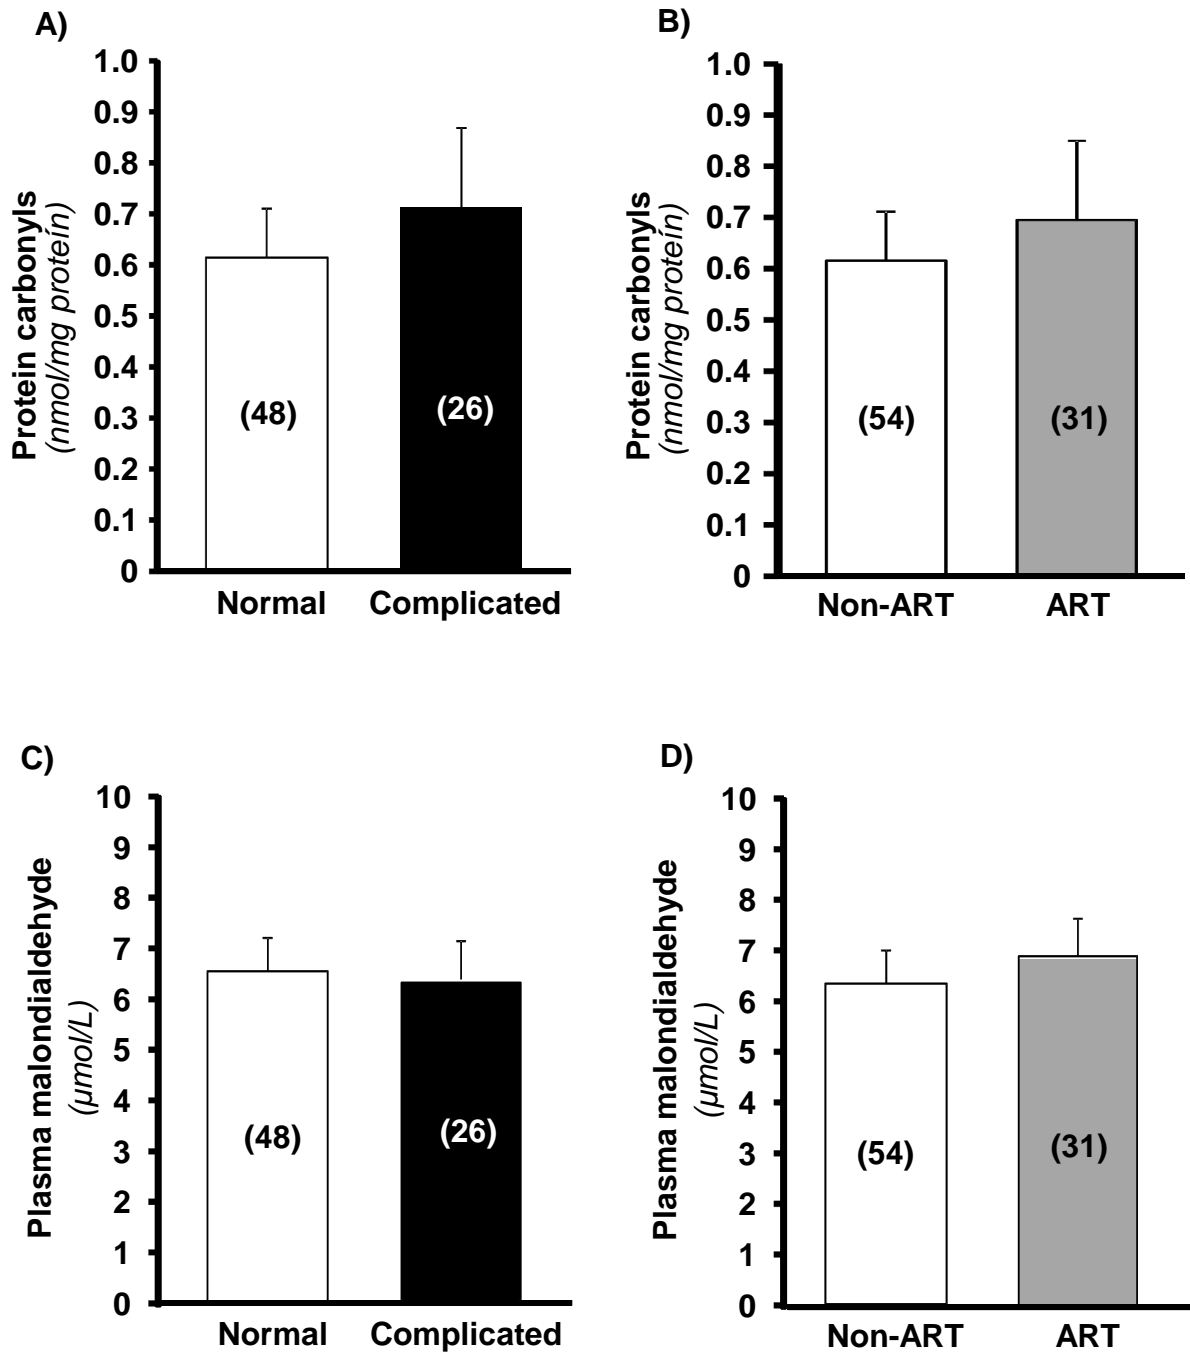 A)
Protein carbonyls
(nmol/mg proteín)
1.0
0.9
0.8
0.7
0.6
0.5
0.4
0.3
0.2
0.1
0
(48)
(26)
Normal
Complicated
B)
Protein carbonyls
(nmol/mg proteín)
1.0
0.9
0.8
0.7
0.6
0.5
0.4
0.3
0.2
0.1
0
(54)
(31)
Non-ART
ART
C)
Plasma malondialdehyde
(μmol/L)
10
9
8
7
6
5
4
3
2
1
0
(48)
(26)
Normal
Complicated
D)
Plasma malondialdehyde
(μmol/L)
10
9
8
7
6
5
4
3
2
1
0
(54)
(31)
Non-ART
ART